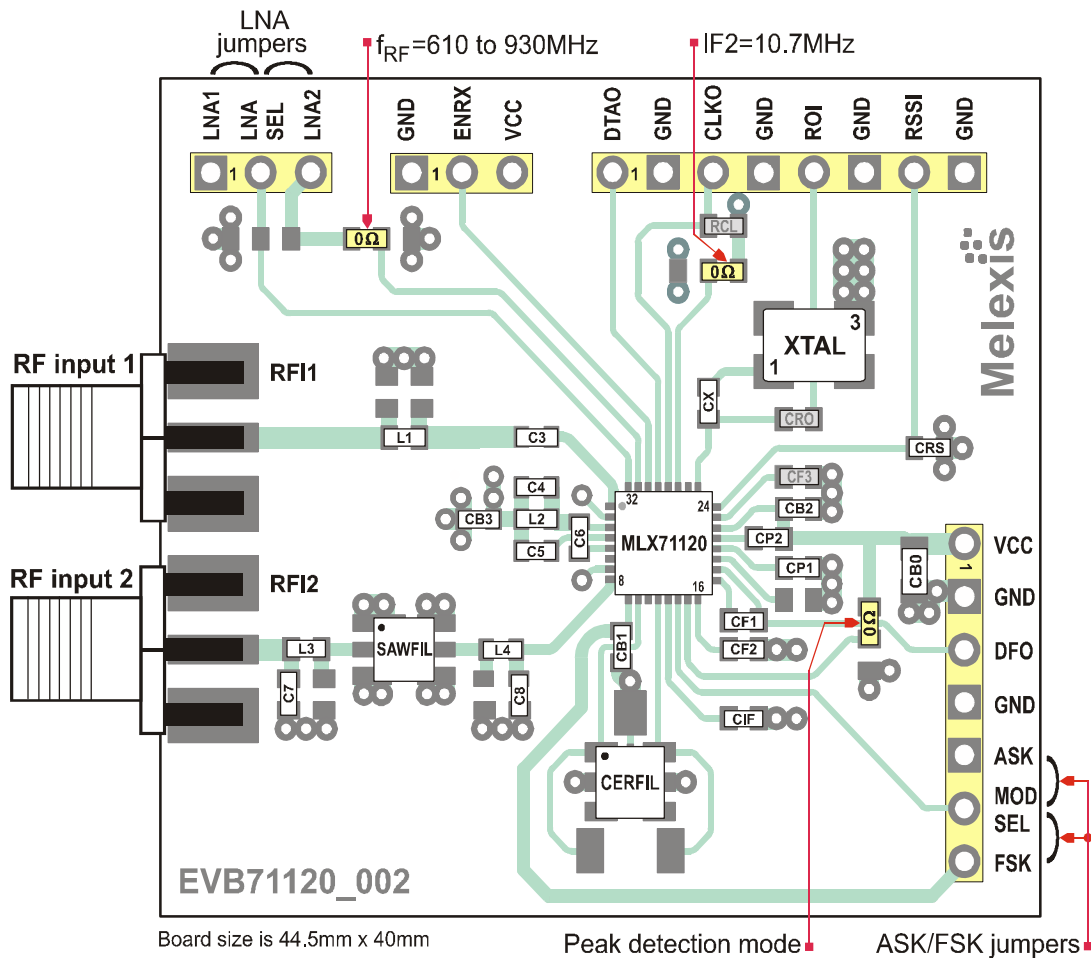 LNA
jumpers
f_RF=610 to 930MHz
IF2=10.7MHz
LNA1
LNA
SEL
LNA2
GND
ENRX
VCC
DTAO
GND
CLKO
GND
ROI
GND
RSSI
GND
1
1
1
RCL
0Ω
0Ω
Melexis
3
XTAL
1
RF input 1
RFI1
CX
CRO
L1
C3
CRS
C4
32
24
CF3
CB3
L2
C6
MLX71120
CB2
CP2
C5
8
16
CP1
CB0
VCC
1
GND
RF input 2
RFI2
CF1
0Ω
L3
SAWFIL
L4
CB1
CF2
DFO
C7
C8
GND
CIF
ASK
CERFIL
MOD
SEL
FSK
EVB71120_002
Board size is 44.5mm x 40mm
Peak detection mode
ASK/FSK jumpers